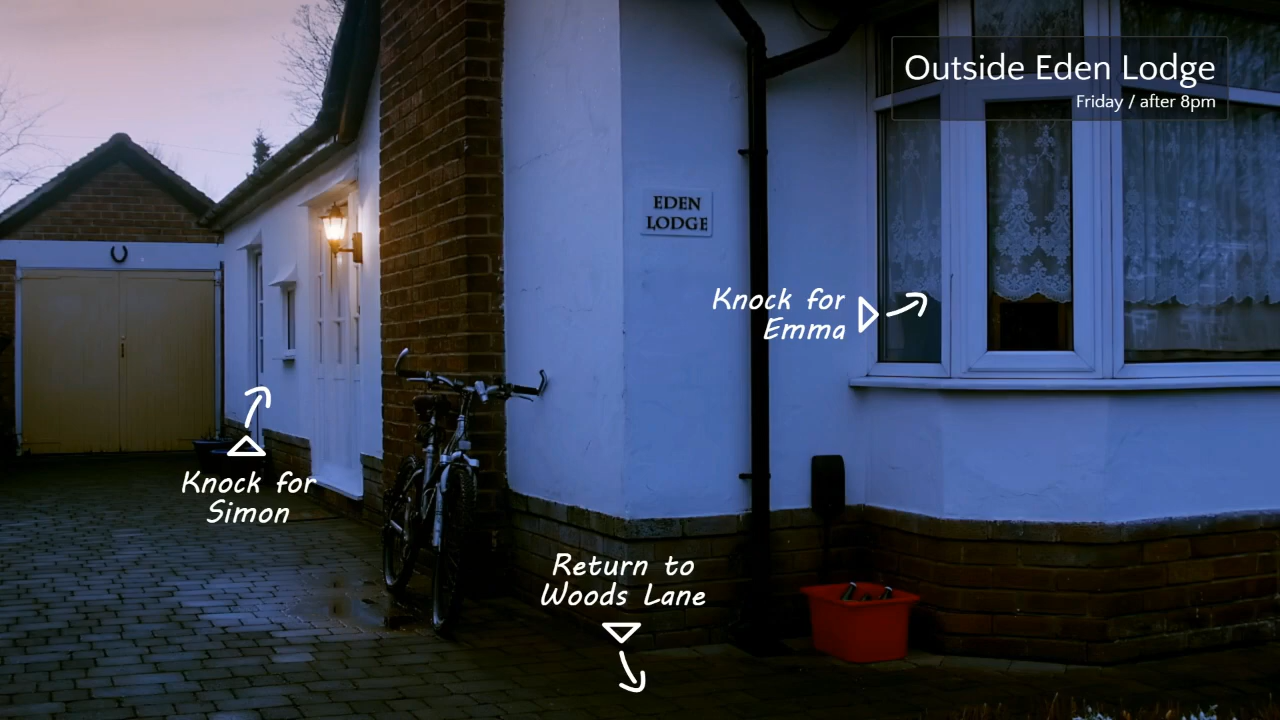 Outside Eden Lodge
Friday / after 8pm
EDEN
LODGE
Knock for
Emma
Knock for
Simon
Return to
Woods Lane